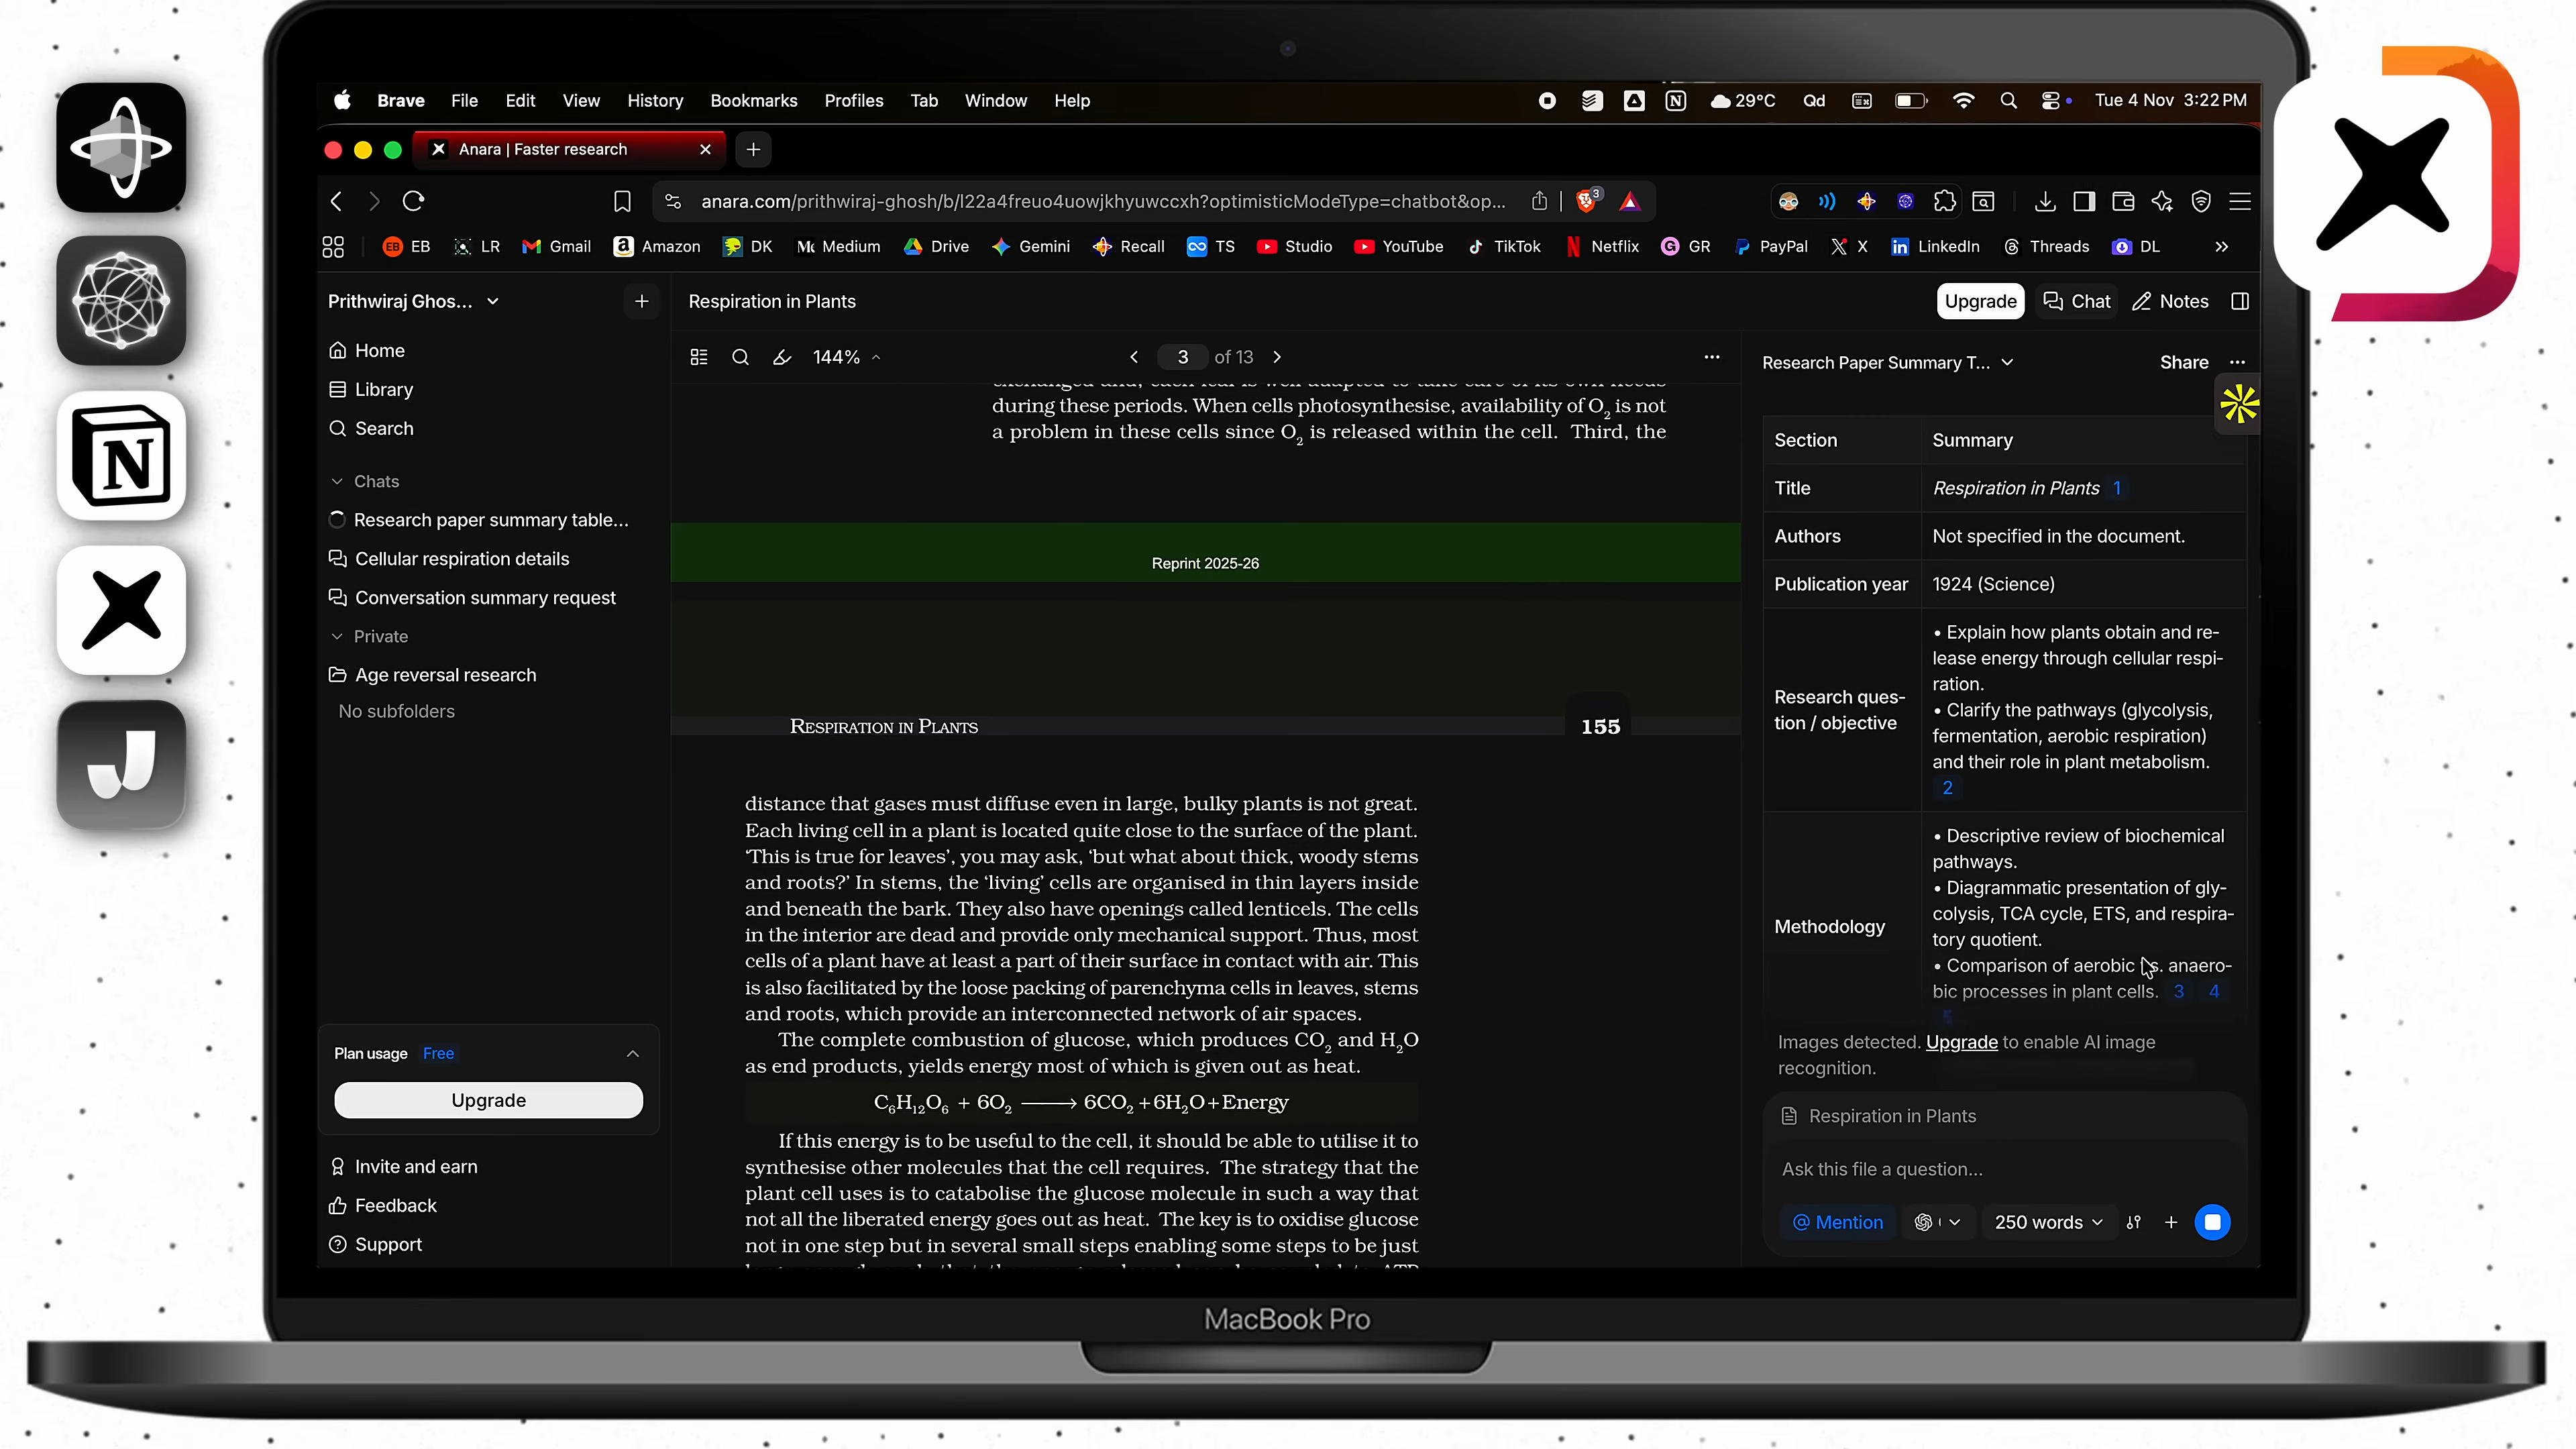 Brave File Edit View History Bookmarks Profiles Tab Window Help
29°C Qd Tue 4 Nov 3:22 PM
Anara | Faster research
anara.com/prithwiraj-ghosh/b/l22a4freuo4uowjkhyuwccxh?optimisticModeType=chatbot&op...
3
EB EB LR Gmail Amazon DK Medium Drive Gemini Recall TS Studio YouTube TikTok Netflix GR PayPal X LinkedIn Threads DL
Prithwiraj Ghos...
Home
Library
Search
Chats
Research paper summary table...
Cellular respiration details
Conversation summary request
Private
Age reversal research
No subfolders
Plan usage Free
Upgrade
Invite and earn
Feedback
Support
Respiration in Plants
Upgrade Chat Notes
144% 3 of 13
during these periods. When cells photosynthesise, availability of O2 is not
a problem in these cells since O2 is released within the cell. Third, the
Reprint 2025-26
RESPIRATION IN PLANTS 155
distance that gases must diffuse even in large, bulky plants is not great.
Each living cell in a plant is located quite close to the surface of the plant.
‘This is true for leaves’, you may ask, ‘but what about thick, woody stems
and roots?’ In stems, the ‘living’ cells are organised in thin layers inside
and beneath the bark. They also have openings called lenticels. The cells
in the interior are dead and provide only mechanical support. Thus, most
cells of a plant have at least a part of their surface in contact with air. This
is also facilitated by the loose packing of parenchyma cells in leaves, stems
and roots, which provide an interconnected network of air spaces.
The complete combustion of glucose, which produces CO2 and H2O
as end products, yields energy most of which is given out as heat.
C6H12O6 + 6O2 ⟶ 6CO2 + 6H2O + Energy
If this energy is to be useful to the cell, it should be able to utilise it to
synthesise other molecules that the cell requires. The strategy that the
plant cell uses is to catabolise the glucose molecule in such a way that
not all the liberated energy goes out as heat. The key is to oxidise glucose
not in one step but in several small steps enabling some steps to be just
Research Paper Summary T... Share
Section Summary
Title Respiration in Plants 1
Authors Not specified in the document.
Publication year 1924 (Science)
Research ques-
tion / objective
• Explain how plants obtain and re-
lease energy through cellular respi-
ration.
• Clarify the pathways (glycolysis,
fermentation, aerobic respiration)
and their role in plant metabolism.
2
Methodology
• Descriptive review of biochemical
pathways.
• Diagrammatic presentation of gly-
colysis, TCA cycle, ETS, and respira-
tory quotient.
• Comparison of aerobic vs. anaero-
bic processes in plant cells. 3 4
5
Images detected. Upgrade to enable AI image
recognition.
Respiration in Plants
Ask this file a question...
@ Mention 250 words
MacBook Pro